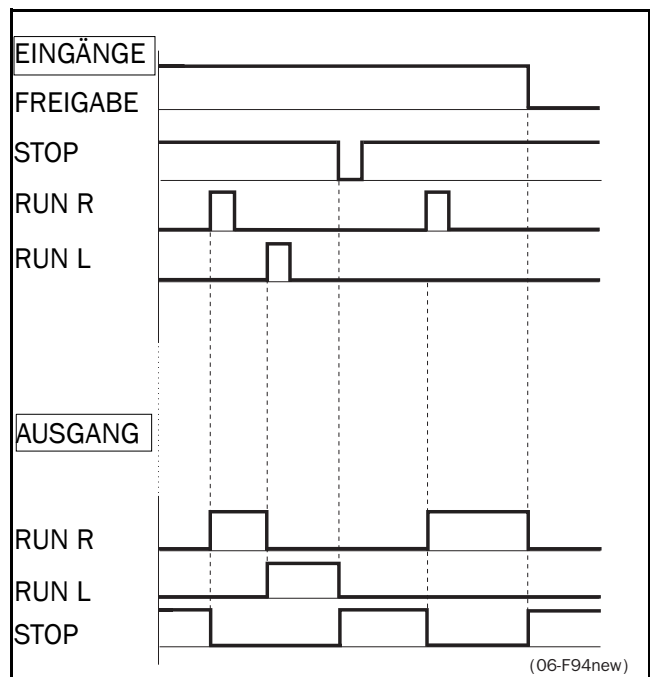 EINGÄNGE
FREIGABE
STOP
RUN R
RUN L
AUSGANG
RUN R
RUN L
STOP
(06-F94new)